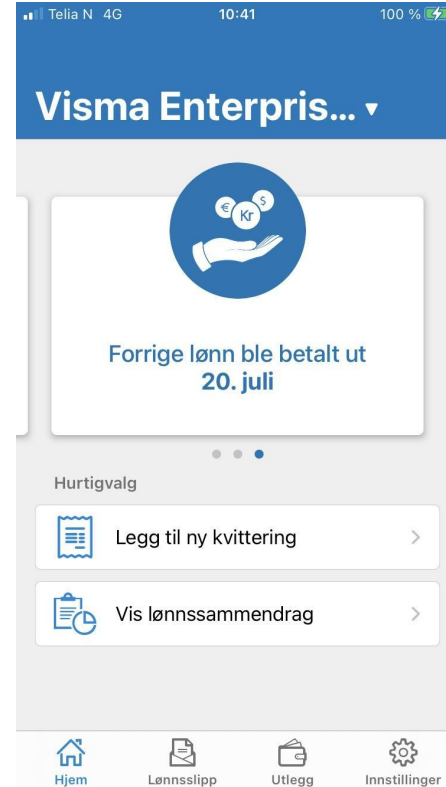 Telia N 4G 10:41 100 %
Visma Enterpris... ▾
€ Kr $
Forrige lønn ble betalt ut
20. juli
Hurtigvalg
Legg til ny kvittering
Vis lønnssammendrag
Hjem Lønnsslipp Utlegg Innstillinger